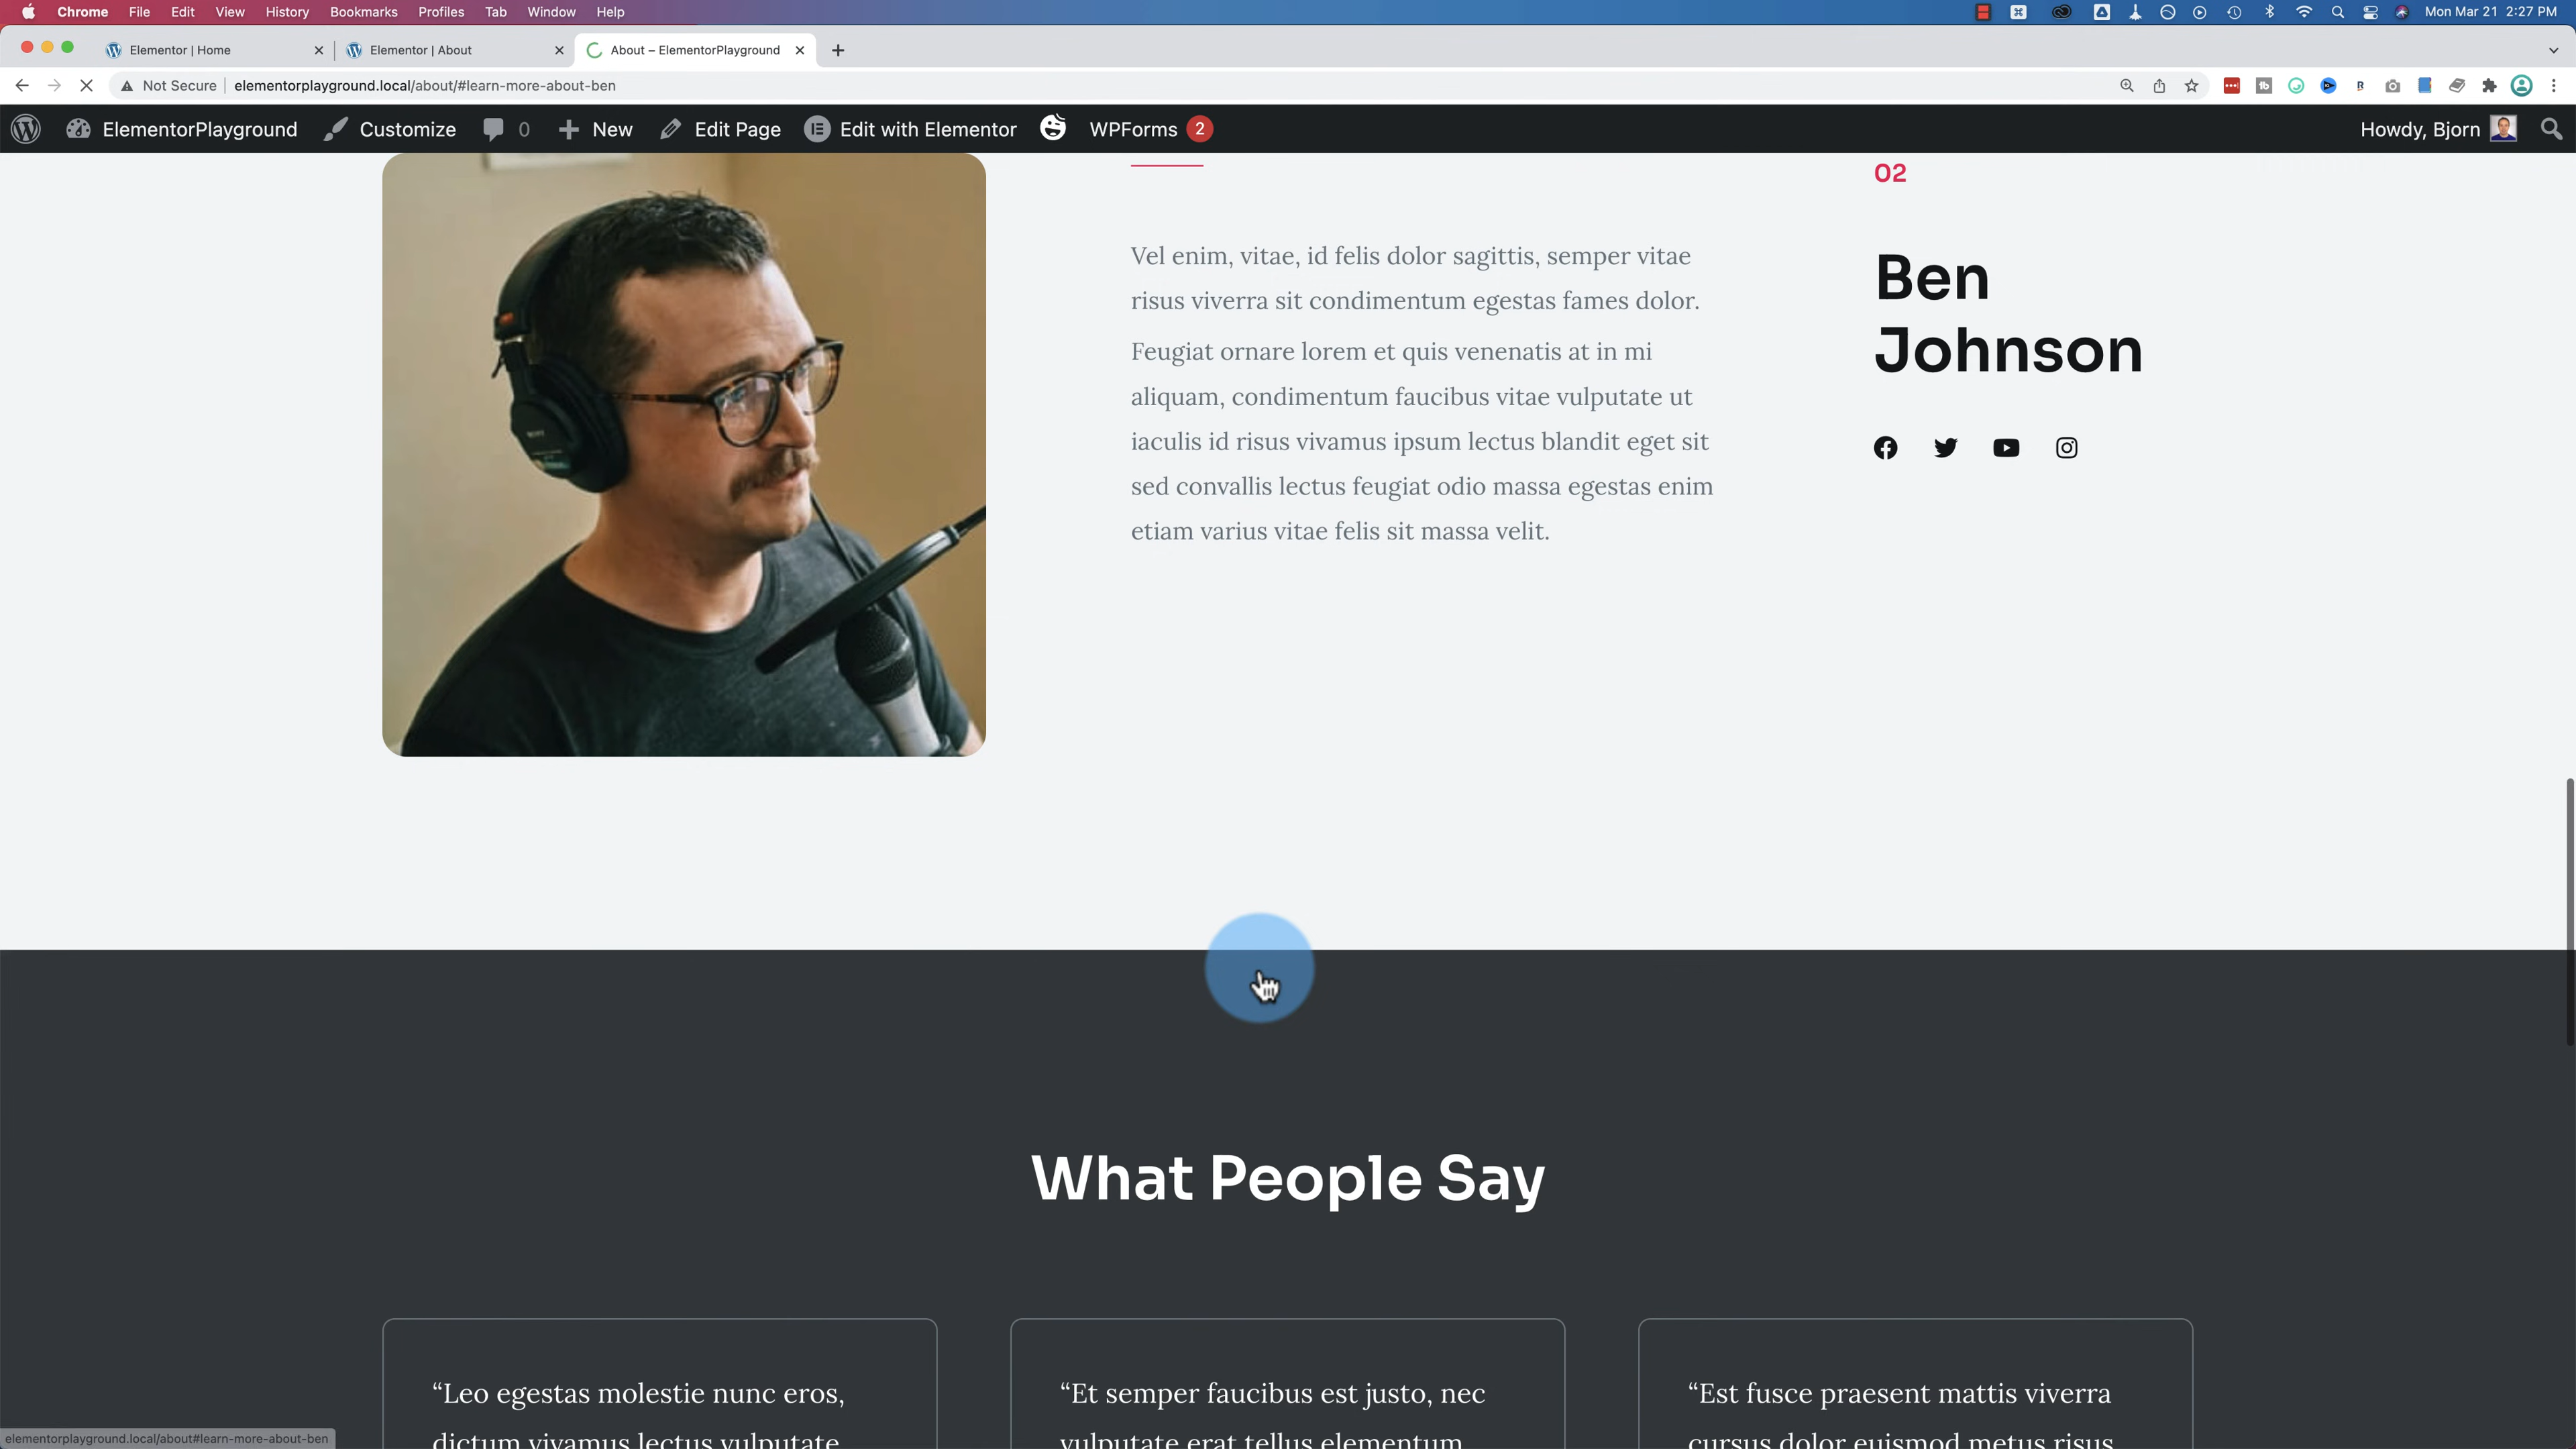 Chrome File Edit View History Bookmarks Profiles Tab Window Help
Mon Mar 21 2:27 PM
Elementor | Home
Elementor | About
About – ElementorPlayground
Not Secure elementorplayground.local/about/#learn-more-about-ben
ElementorPlayground Customize 0 New Edit Page Edit with Elementor WPForms 2
Howdy, Bjorn
Vel enim, vitae, id felis dolor sagittis, semper vitae
risus viverra sit condimentum egestas fames dolor.
Feugiat ornare lorem et quis venenatis at in mi
aliquam, condimentum faucibus vitae vulputate ut
iaculis id risus vivamus ipsum lectus blandit eget sit
sed convallis lectus feugiat odio massa egestas enim
etiam varius vitae felis sit massa velit.
02
Ben
Johnson
What People Say
“Leo egestas molestie nunc eros,
dictum vivamus lectus vulputate
“Et semper faucibus est justo, nec
vulputate erat tellus elementum
“Est fusce praesent mattis viverra
cursus dolor euismod metus risus
elementorplayground.local/about#learn-more-about-ben